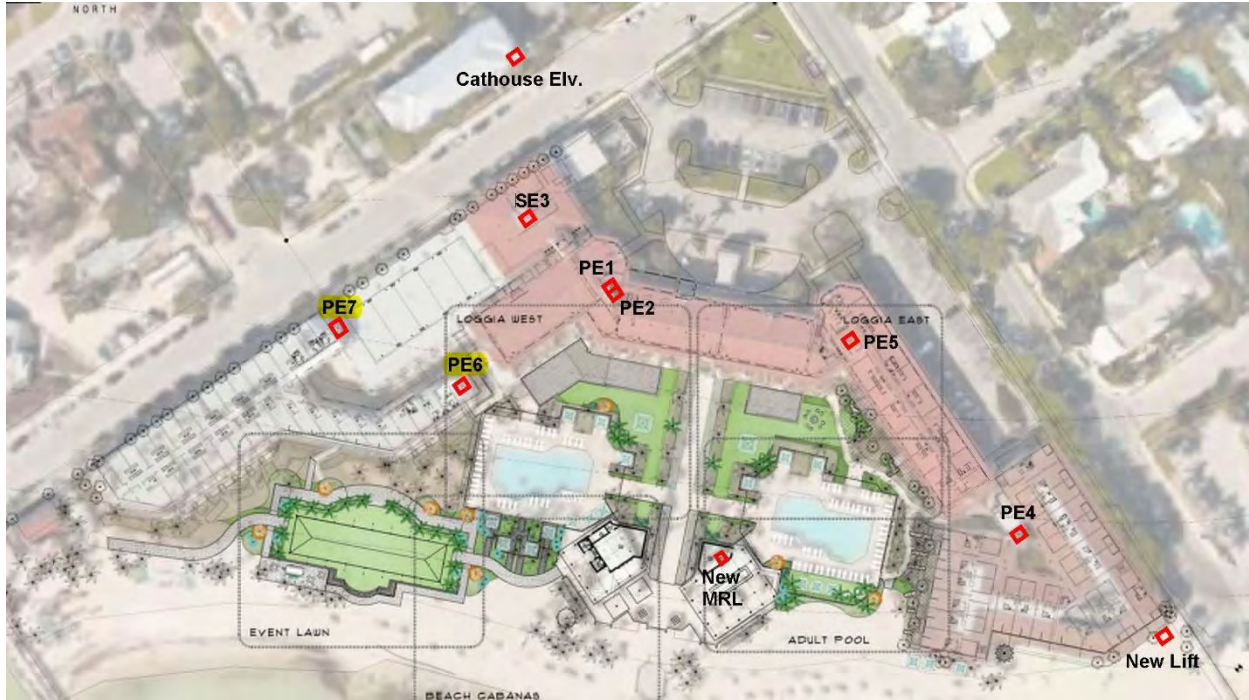 NORTH
Cathouse Elv.
SE3
PE1
PE2
PE7
LOGGIA WEST
LOGGIA EAST
PE5
PE6
PE4
New
MRL
EVENT LAWN
ADULT POOL
New Lift
BEACH CABANAS